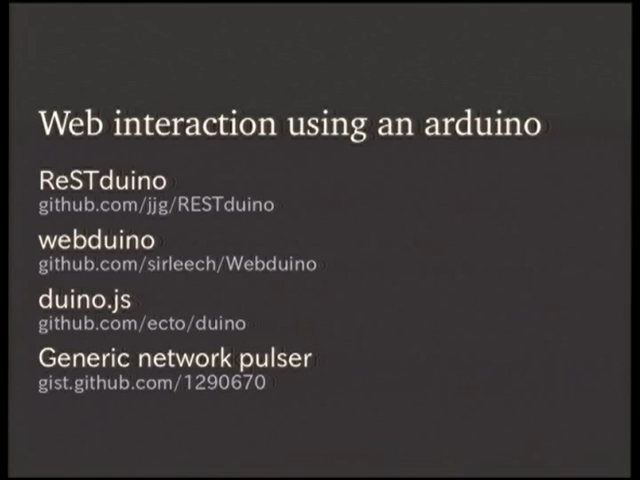 Web interaction using an arduino
ReSTduino
github.com/jjg/RESTduino
webduino
github.com/sirleech/Webduino
duino.js
github.com/ecto/duino
Generic network pulser
gist.github.com/1290670